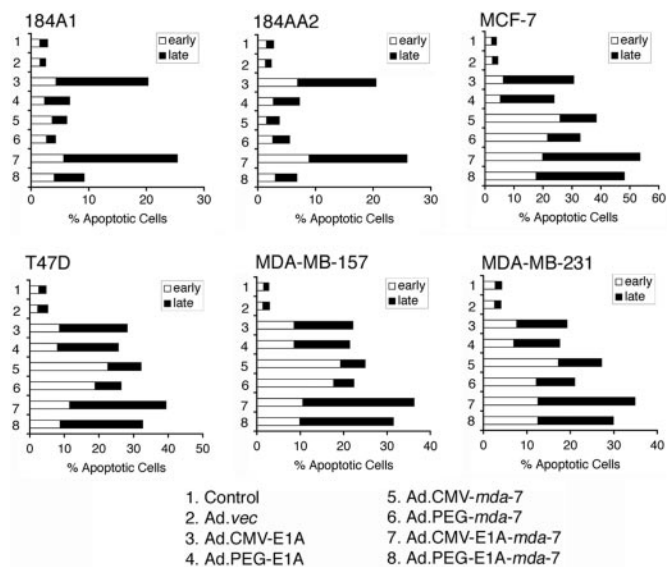 184A1
early
late
1
2
3
4
5
6
7
8
0 10 20 30
% Apoptotic Cells
184AA2
early
late
1
2
3
4
5
6
7
8
0 10 20 30
% Apoptotic Cells
MCF-7
early
late
1
2
3
4
5
6
7
8
0 10 20 30 40 50 60
% Apoptotic Cells
T47D
early
late
1
2
3
4
5
6
7
8
0 10 20 30 40 50
% Apoptotic Cells
MDA-MB-157
early
late
1
2
3
4
5
6
7
8
0 10 20 30 40
% Apoptotic Cells
MDA-MB-231
early
late
1
2
3
4
5
6
7
8
0 10 20 30 40
% Apoptotic Cells
1. Control
2. Ad.vec
3. Ad.CMV-E1A
4. Ad.PEG-E1A
5. Ad.CMV-mda-7
6. Ad.PEG-mda-7
7. Ad.CMV-E1A-mda-7
8. Ad.PEG-E1A-mda-7